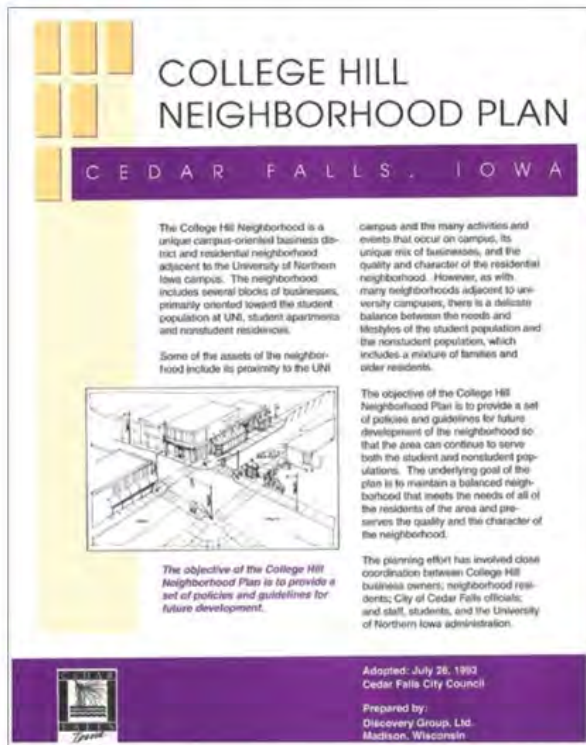 COLLEGE HILL
NEIGHBORHOOD PLAN
CEDAR FALLS, IOWA
The College Hill Neighborhood is a
unique campus-oriented business dis-
trict and residential neighborhood
adjacent to the University of Northern
Iowa campus. The neighborhood
includes several blocks of businesses,
primarily oriented toward the student
population at UNI, student apartments
and nonstudent residences.
Some of the assets of the neighbor-
hood include its proximity to the UNI
The objective of the College Hill
Neighborhood Plan is to provide a
set of policies and guidelines for
future development.
campus and the many activities and
events that occur on campus, its
unique mix of businesses, and the
quality and character of the residential
neighborhood. However, as with
many neighborhoods adjacent to uni-
versity campuses, there is a delicate
balance between the needs and
lifestyles of the student population and
the nonstudent population, which
includes a mixture of families and
older residents.
The objective of the College Hill
Neighborhood Plan is to provide a set
of policies and guidelines for future
development of the neighborhood so
that the area can continue to serve
both the student and nonstudent pop-
ulations. The underlying goal of the
plan is to maintain a balanced neigh-
borhood that meets the needs of all of
the residents of the area and pre-
serves the quality and the character of
the neighborhood.
The planning effort has involved close
coordination between College Hill
business owners; neighborhood resi-
dents; City of Cedar Falls officials;
and staff, students, and the University
of Northern Iowa administration.
CEDAR
FALLS
Iowa
Adopted: July 26, 1993
Cedar Falls City Council
Prepared by:
Discovery Group, Ltd.
Madison, Wisconsin